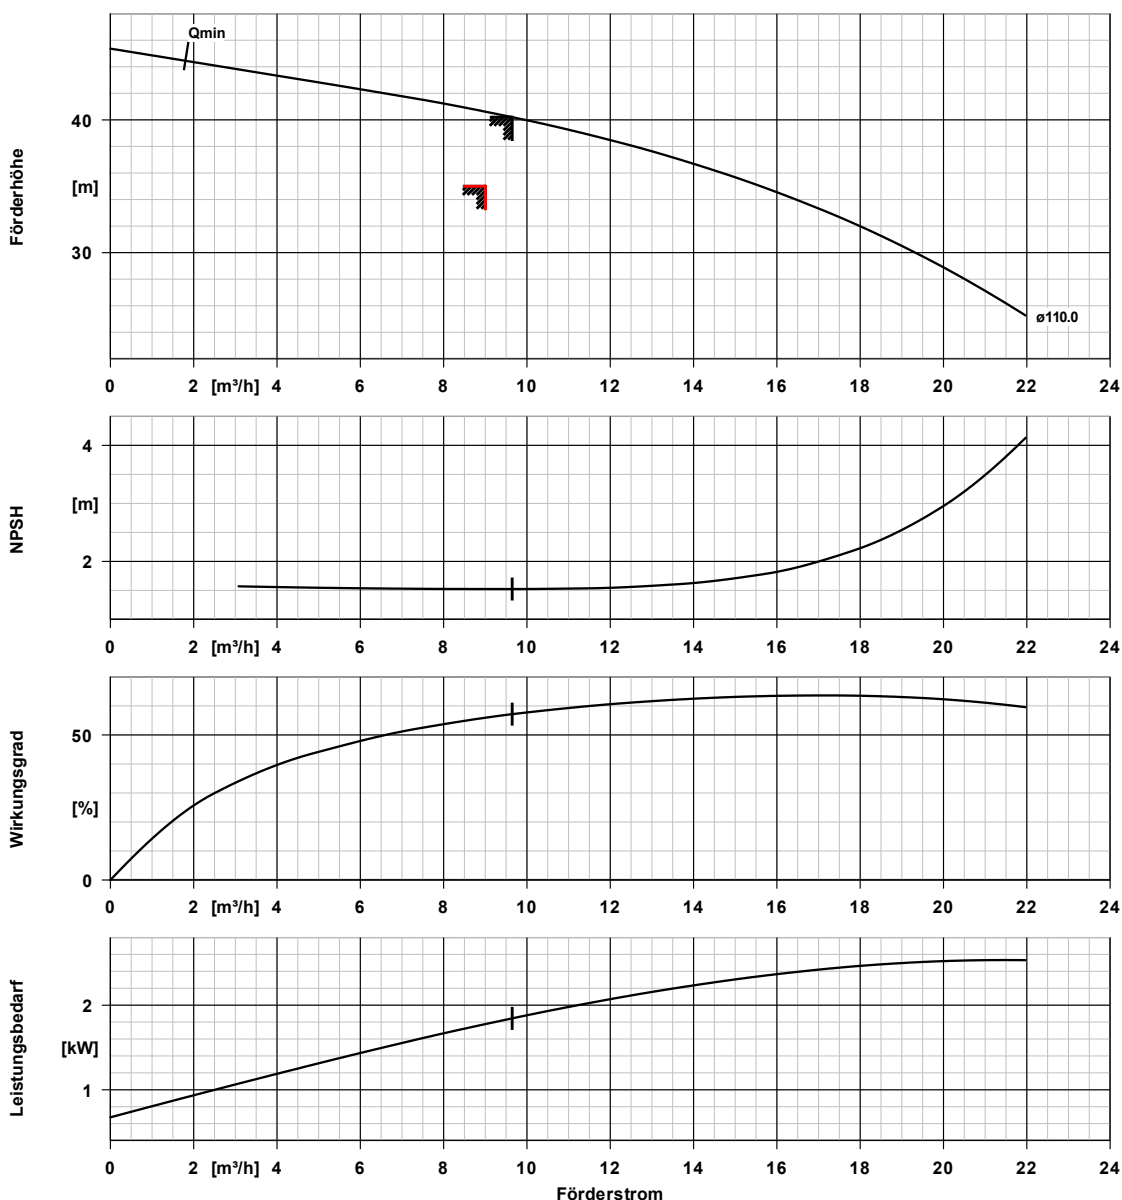 Qmin
40
Förderhöhe
[m]
30
ø110.0
0 2 [m³/h] 4 6 8 10 12 14 16 18 20 22 24
4
[m]
NPSH
2
0 2 [m³/h] 4 6 8 10 12 14 16 18 20 22 24
50
Wirkungsgrad
[%]
0
0 2 [m³/h] 4 6 8 10 12 14 16 18 20 22 24
2
Leistungsbedarf
[kW]
1
0 2 [m³/h] 4 6 8 10 12 14 16 18 20 22 24
Förderstrom